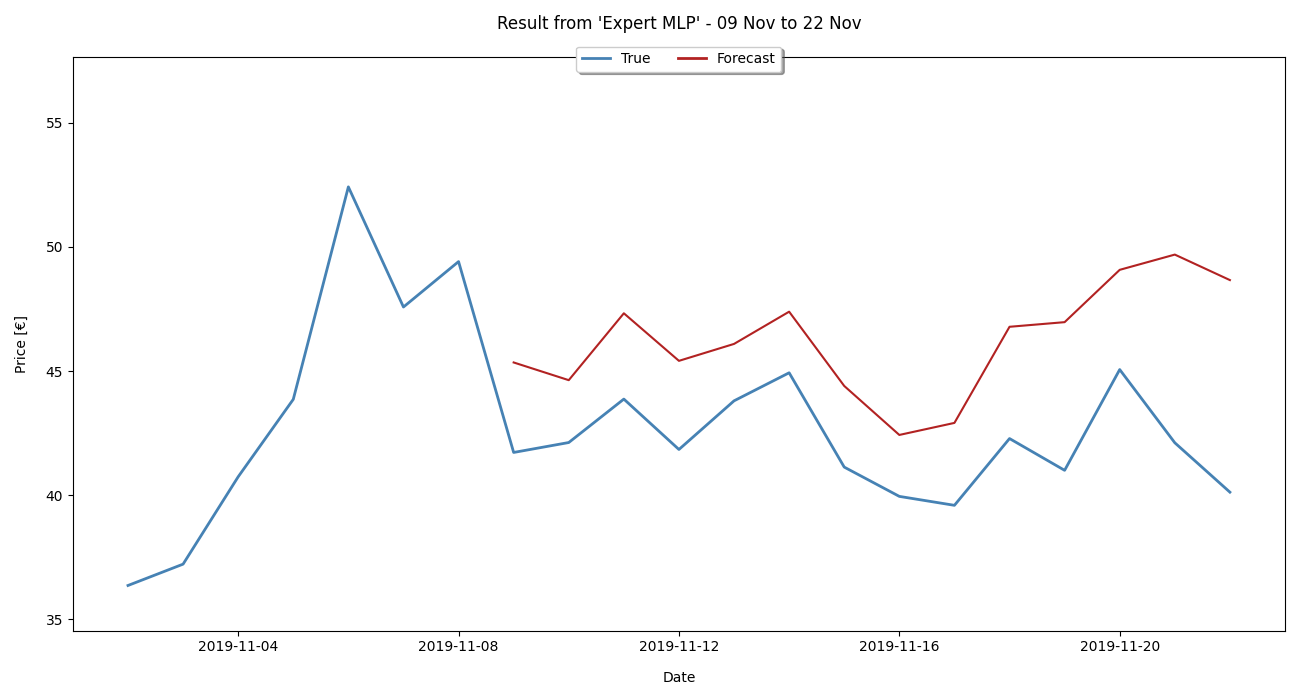 Result from 'Expert MLP' - 09 Nov to 22 Nov
True Forecast
55
50
45
40
35
Price [€]
2019-11-04 2019-11-08 2019-11-12 2019-11-16 2019-11-20
Date